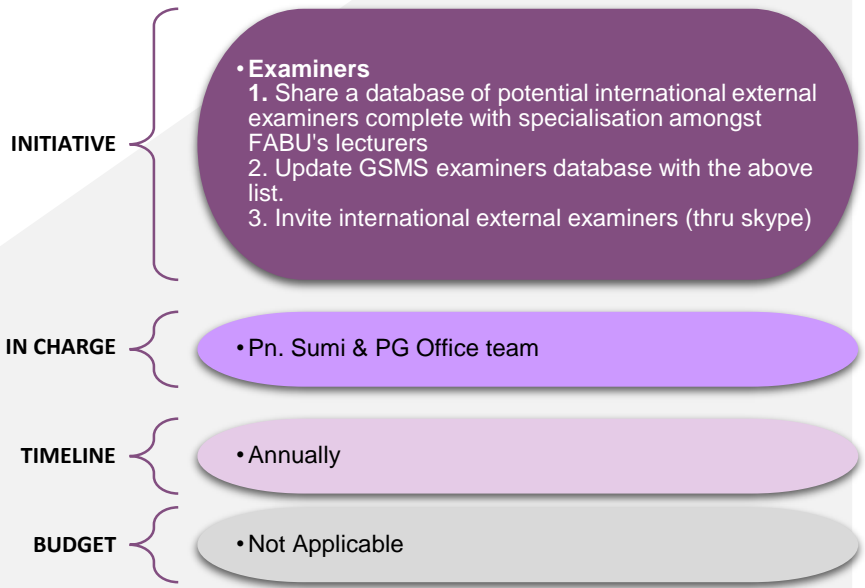 INITIATIVE
• Examiners
1. Share a database of potential international external
examiners complete with specialisation amongst
FABU's lecturers
2. Update GSMS examiners database with the above
list.
3. Invite international external examiners (thru skype)
IN CHARGE
• Pn. Sumi & PG Office team
TIMELINE
• Annually
BUDGET
• Not Applicable